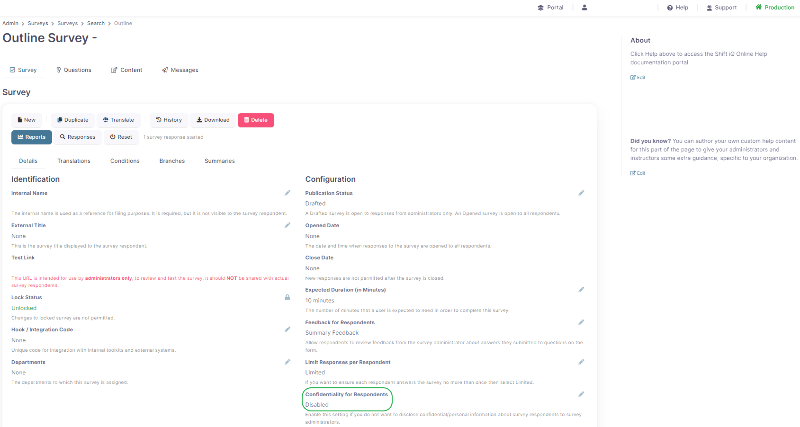 Portal
Help
Support
Production
Admin > Surveys > Surveys > Search > Outline
Outline Survey -
Survey
Questions
Content
Messages
Survey
New
Duplicate
Translate
History
Download
Delete
Reports
Responses
Reset
1 survey response started
Details
Translations
Conditions
Branches
Summaries
Identification
Internal Name
The internal name is used as a reference for filing purposes. It is required, but it is not visible to the survey respondent.
External Title
None
This is the survey title displayed to the survey respondent.
Test Link
This URL is intended for use by administrators only, to review and test the survey. It should NOT be shared with actual
survey respondents.
Lock Status
Unlocked
Changes to locked survey are not permitted.
Hook / Integration Code
None
Unique code for integration with internal toolkits and external systems.
Departments
None
The departments to which this survey is assigned.
Configuration
Publication Status
Drafted
A Drafted survey is open to responses from administrators only. An Opened survey is open to all respondents.
Opened Date
None
The date and time when responses to the survey are opened to all respondents.
Close Date
None
New responses are not permitted after the survey is closed.
Expected Duration (in Minutes)
10 minutes
The number of minutes that a user is expected to need in order to complete this survey.
Feedback for Respondents
Summary Feedback
Allow respondents to review feedback from the survey administrator about answers they submitted to questions on the
form.
Limit Responses per Respondent
Limited
If you want to ensure each respondent answers the survey no more than once then select Limited.
Confidentiality for Respondents
Disabled
Enable this setting if you do not want to disclose confidential/personal information about survey respondents to survey
administrators.
About
Click Help above to access the Shift iQ Online Help
documentation portal
Edit
Did you know? You can author your own custom help content
for this part of the page to give your administrators and
instructors some extra guidance, specific to your organization.
Edit